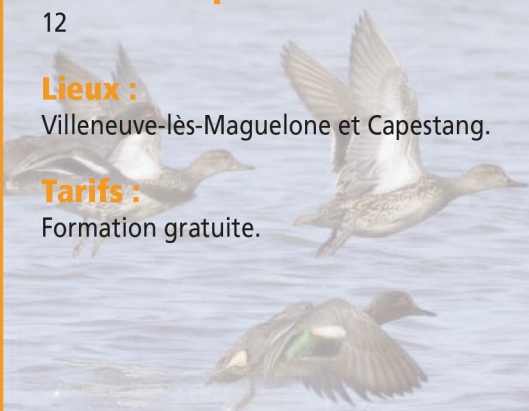 12
Lieux :
Villeneuve-lès-Maguelone et Capestang.
Tarifs :
Formation gratuite.